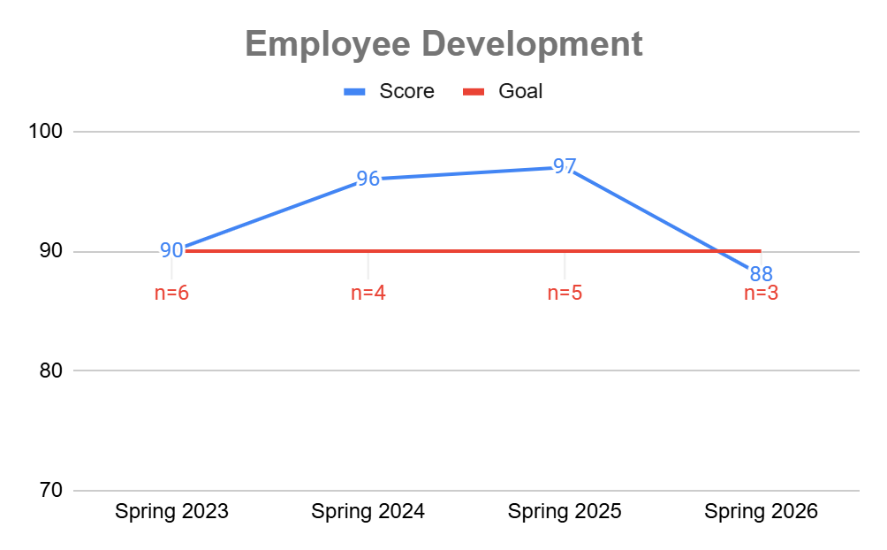 Employee Development
Score Goal
100
90
80
70
90 96 97 88
n=6 n=4 n=5 n=3
Spring 2023 Spring 2024 Spring 2025 Spring 2026